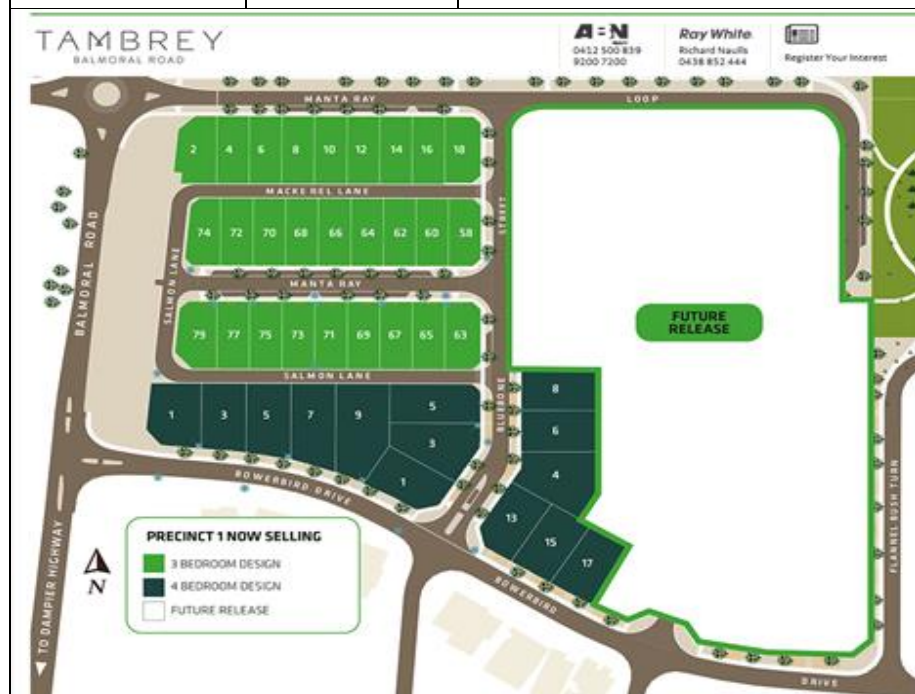 TAMBREY
BALMORAL ROAD
0412 500 839
9200 7200
Ray White
Richard Naulls
0438 852 444
Register Your Interest
MANTA RAY
LOOP
2 4 6 8 10 12 14 16 18
MACKEREL LANE
74 72 70 68 66 64 62 60 58
STREET
BALMORAL ROAD
SALMON LANE
MANTA RAY
FUTURE
RELEASE
79 77 75 73 71 69 67 65 63
SALMON LANE
BLUEBONE
8
1 3 5 7 9 5
6
3
4
1
BOWERBIRD DRIVE
13
15
17
FLANNEL BUSH TURN
PRECINCT 1 NOW SELLING
3 BEDROOM DESIGN
4 BEDROOM DESIGN
FUTURE RELEASE
N
TO DAMPIER HIGHWAY
BOWERBIRD
DRIVE